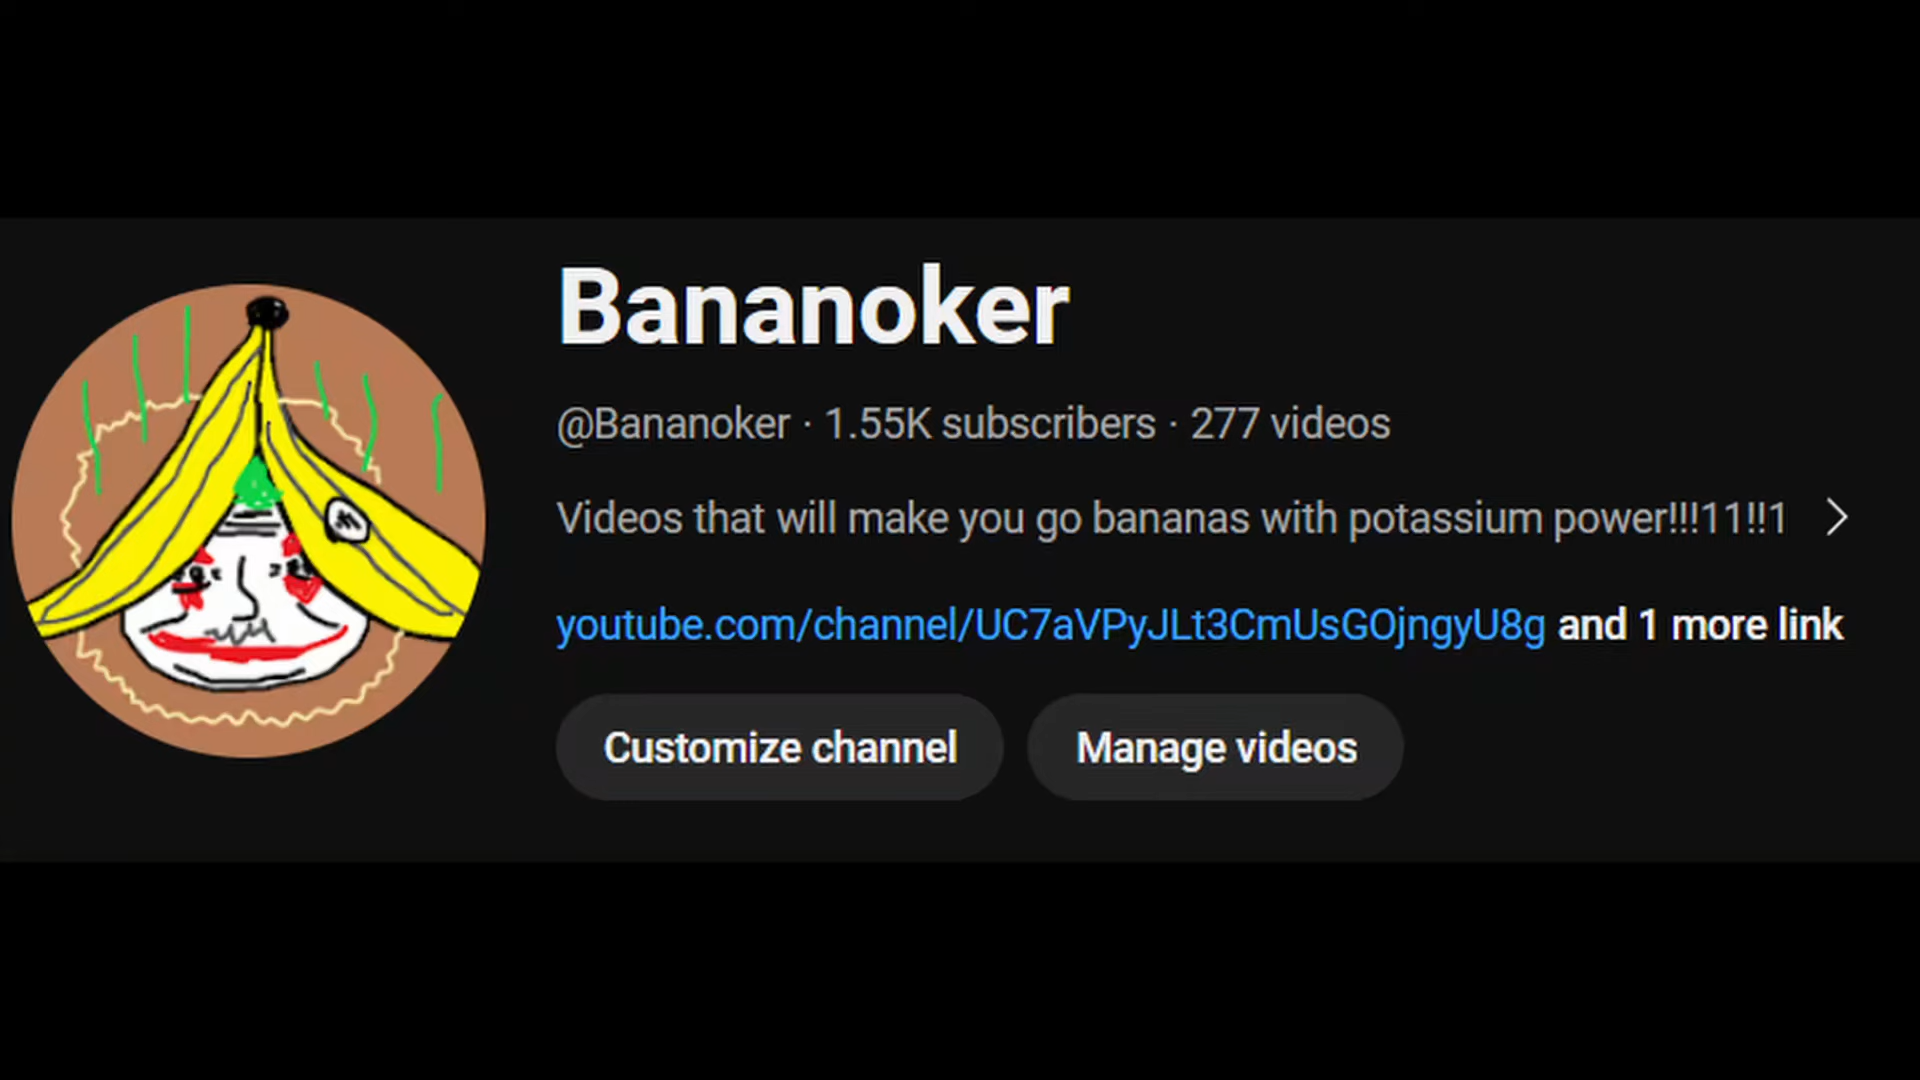 Bananoker
@Bananoker · 1.55K subscribers · 277 videos
Videos that will make you go bananas with potassium power!!!11!!1
youtube.com/channel/UC7aVPyJLt3CmUsGOjngyU8g and 1 more link
Customize channel Manage videos